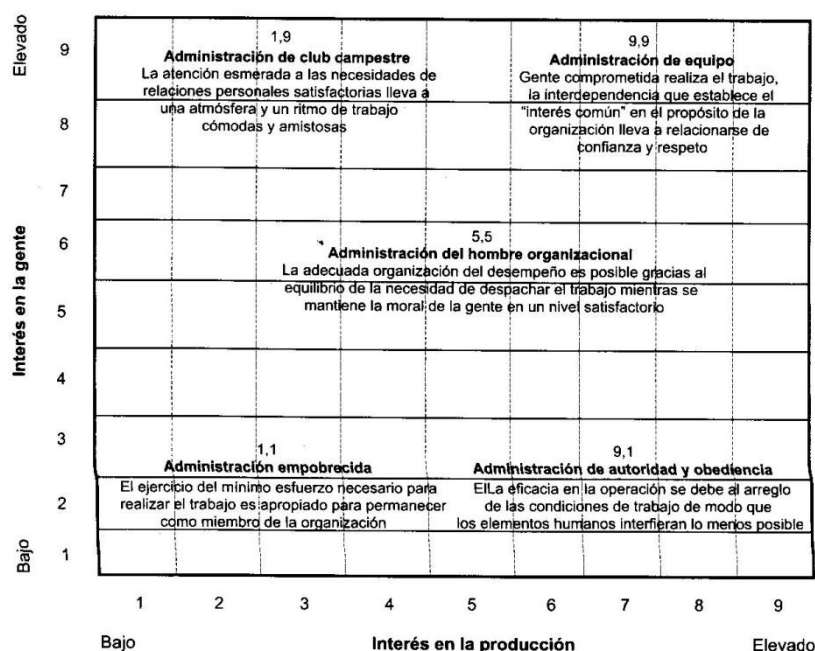 Elevado
Interés en la gente
Bajo
9
8
7
6
5
4
3
2
1
1,9
Administración de club campestre
La atención esmerada a las necesidades de
relaciones personales satisfactorias lleva a
una atmósfera y un ritmo de trabajo
cómodas y amistosas
9,9
Administración de equipo
Gente comprometida realiza el trabajo,
la interdependencia que establece el
"interés común" en el propósito de la
organización lleva a relacionarse de
confianza y respeto
5,5
Administración del hombre organizacional
La adecuada organización del desempeño es posible gracias al
equilibrio de la necesidad de despachar el trabajo mientras se
mantiene la moral de la gente en un nivel satisfactorio
1,1
Administración empobrecida
El ejercicio del mínimo esfuerzo necesario para
realizar el trabajo es apropiado para permanecer
como miembro de la organización
9,1
Administración de autoridad y obediencia
ElLa eficacia en la operación se debe al arreglo
de las condiciones de trabajo de modo que
los elementos humanos interfieran lo menos posible
1 2 3 4 5 6 7 8 9
Bajo Interés en la producción Elevado